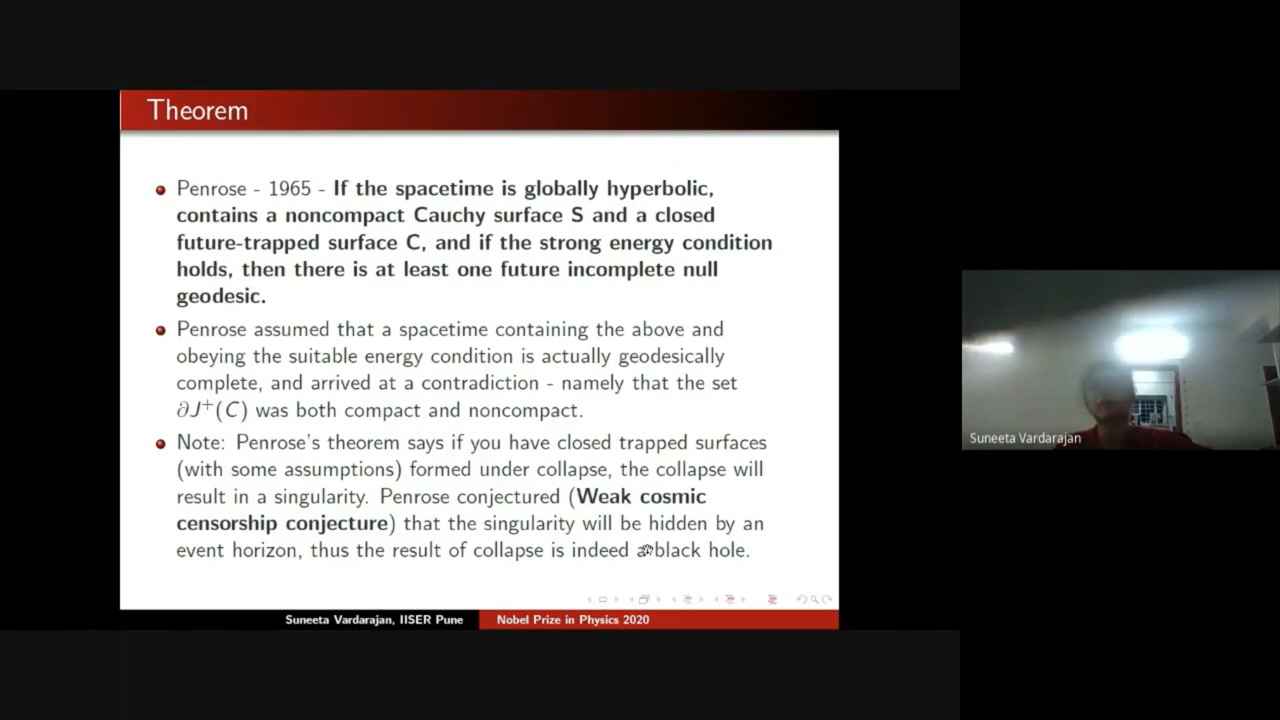 Theorem
Penrose - 1965 - If the spacetime is globally hyperbolic,
contains a noncompact Cauchy surface S and a closed
future-trapped surface C, and if the strong energy condition
holds, then there is at least one future incomplete null
geodesic.
Penrose assumed that a spacetime containing the above and
obeying the suitable energy condition is actually geodesically
complete, and arrived at a contradiction - namely that the set
∂J⁺(C) was both compact and noncompact.
Note: Penrose's theorem says if you have closed trapped surfaces
(with some assumptions) formed under collapse, the collapse will
result in a singularity. Penrose conjectured (Weak cosmic
censorship conjecture) that the singularity will be hidden by an
event horizon, thus the result of collapse is indeed a black hole.
Suneeta Vardarajan, IISER Pune
Nobel Prize in Physics 2020
Suneeta Vardarajan